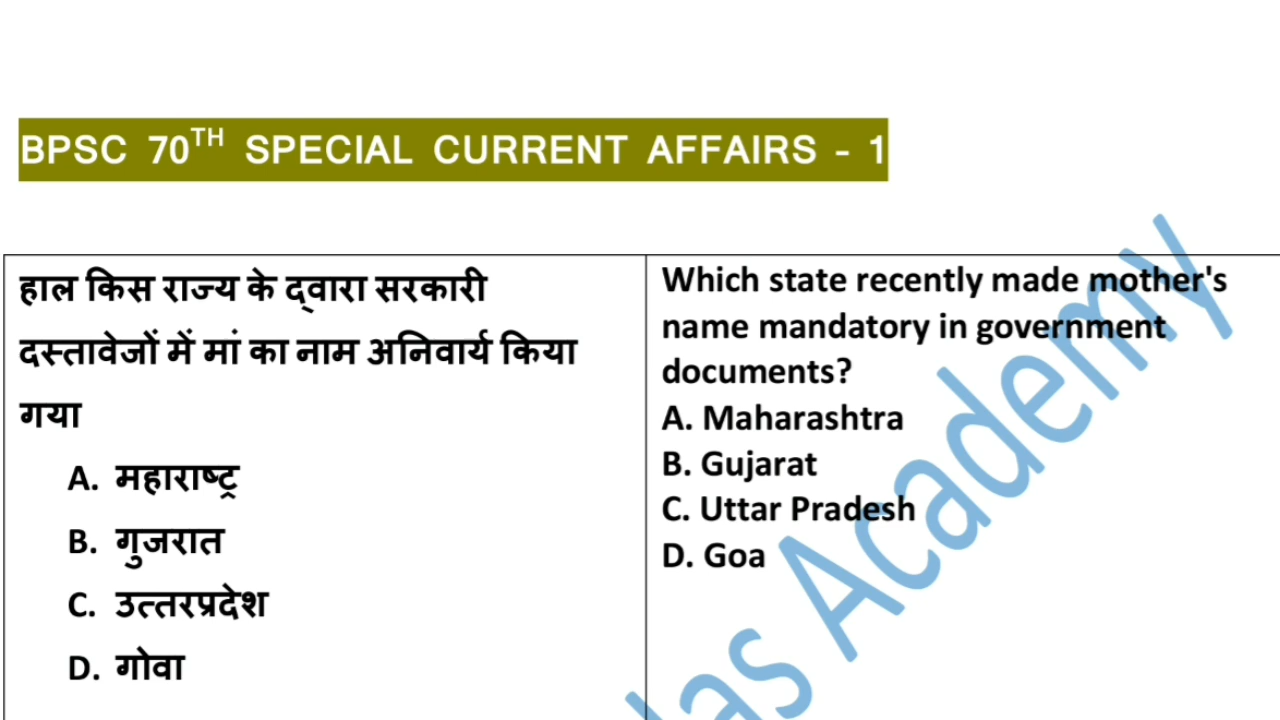 BPSC 70TH SPECIAL CURRENT AFFAIRS - 1
हाल किस राज्य के द्वारा सरकारी
दस्तावेजों में मां का नाम अनिवार्य किया
गया
A. महाराष्ट्र
B. गुजरात
C. उत्तरप्रदेश
D. गोवा
Which state recently made mother's
name mandatory in government
documents?
A. Maharashtra
B. Gujarat
C. Uttar Pradesh
D. Goa
Academy